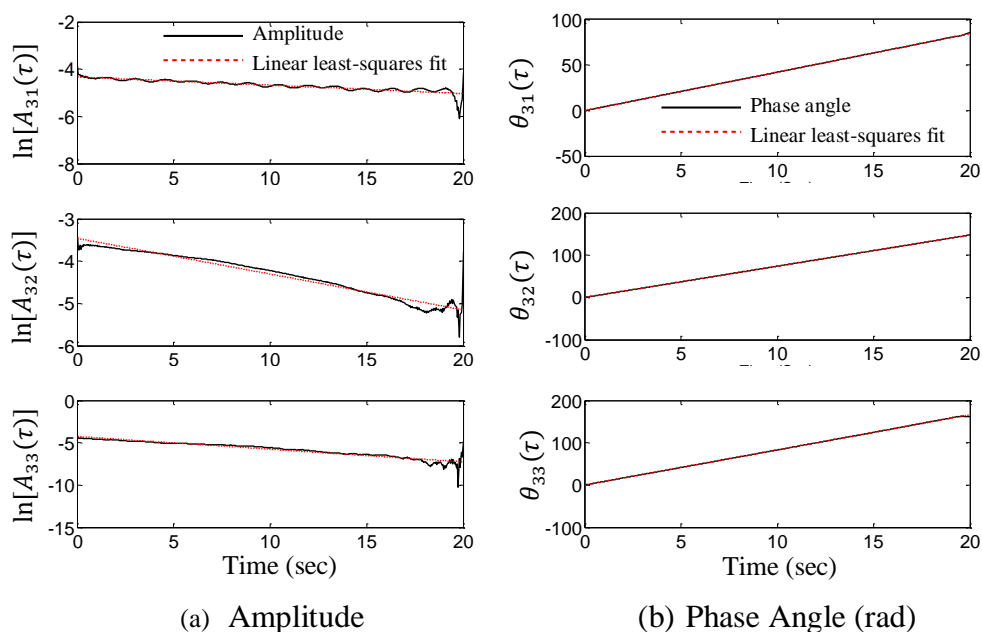 -2
-4
-6
-8
ln[A31(τ)]
Amplitude
Linear least-squares fit
0 5 10 15 20
100
50
0
-50
θ31(τ)
Phase angle
Linear least-squares fit
0 5 10 15 20
-3
-4
-5
-6
ln[A32(τ)]
0 5 10 15 20
200
100
0
-100
θ32(τ)
0 5 10 15 20
0
-5
-10
-15
ln[A33(τ)]
0 5 10 15 20
Time (sec)
200
100
0
-100
θ33(τ)
0 5 10 15 20
Time (sec)
(a) Amplitude
(b) Phase Angle (rad)